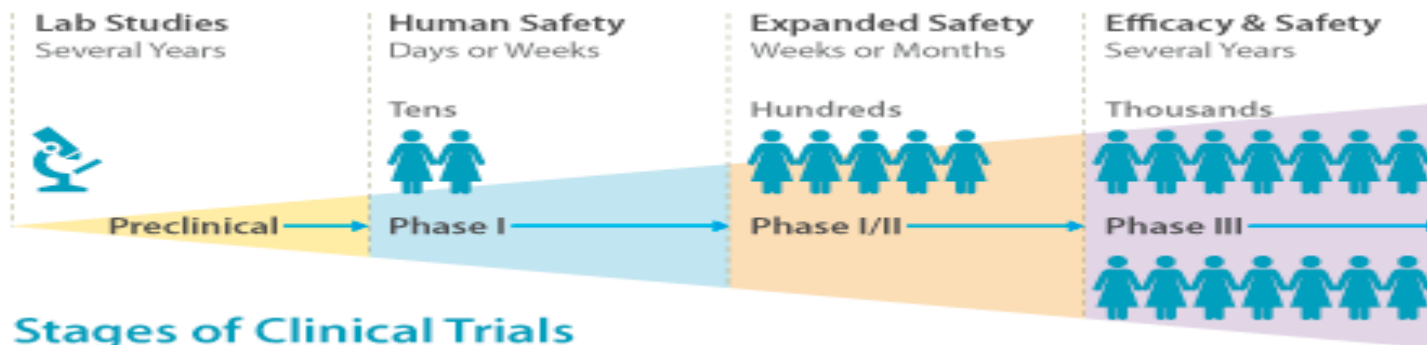 Lab Studies
Several Years
Human Safety
Days or Weeks
Tens
Expanded Safety
Weeks or Months
Hundreds
Efficacy & Safety
Several Years
Thousands
Preclinical
Phase I
Phase I/II
Phase III
Stages of Clinical Trials